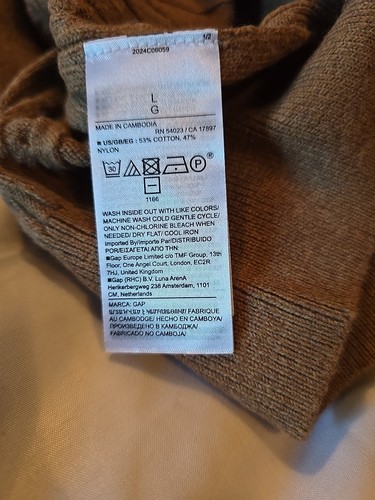 1/2
2024C06059
L
G
MADE IN CAMBODIA
RN 54023 / CA 17897
■ US/GB/EG : 53% COTTON, 47%
NYLON
30 P
1186
WASH INSIDE OUT WITH LIKE COLORS/
MACHINE WASH COLD GENTLE CYCLE/
ONLY NON-CHLORINE BLEACH WHEN
NEEDED/ DRY FLAT/ COOL IRON
Imported By/Importe Par/DISTRIBUIDO
POR/ΕΙΣΑΓΕΤΑΙ ΑΠΟ ΤΗΝ:
■Gap Europe Limited c/o TMF Group, 13th
Floor, One Angel Court, London, EC2R
7HJ, United Kingdom
■Gap (RHC) B.V. Luna ArenA
Herikerbergweg 238 Amsterdam, 1101
CM, Netherlands
MARCA: GAP
FABRIQUE
AU CAMBODGE/ HECHO EN CAMBOYA/
ПРОИЗВЕДЕНО В КАМБОДЖА/
FABRICADO NO CAMBOJA/